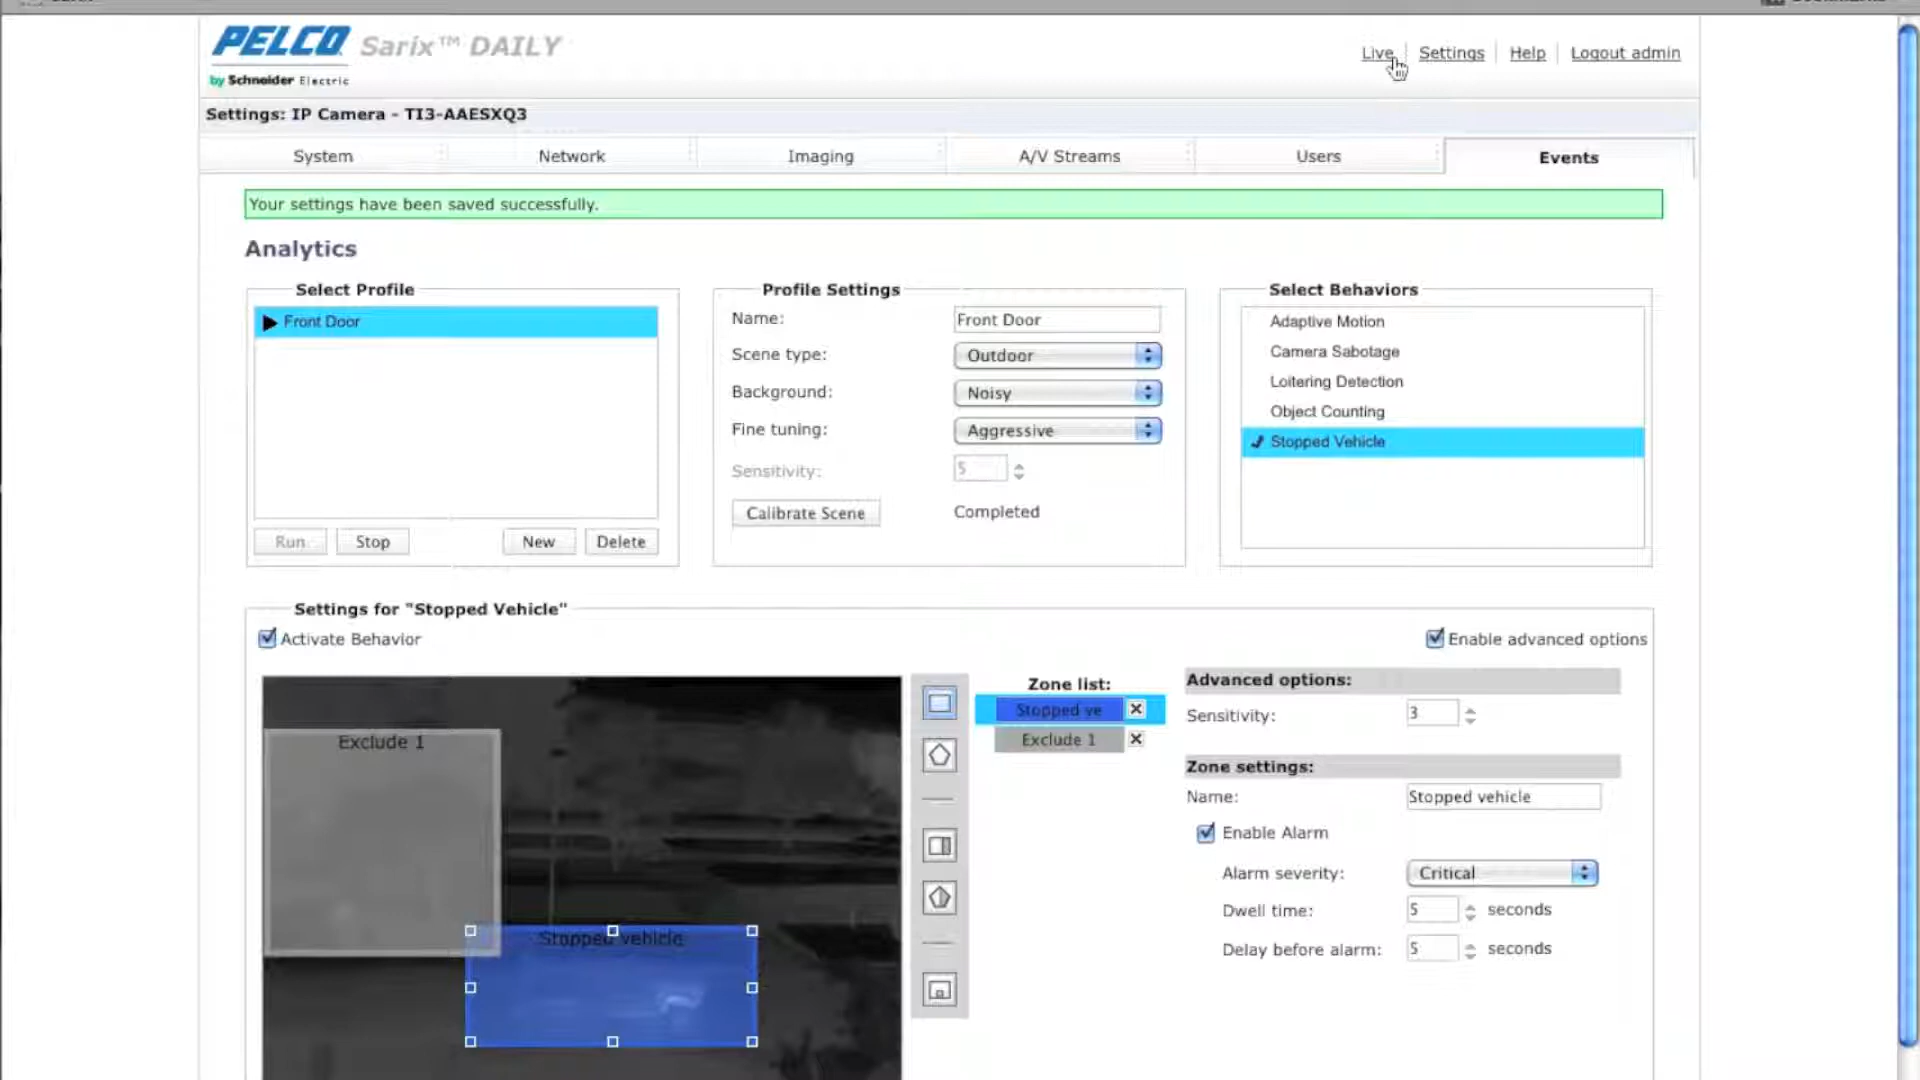 PELCO Sarix™ DAILY
by Schneider Electric
Live Settings Help Logout admin
Settings: IP Camera - TI3-AAESXQ3
System Network Imaging A/V Streams Users Events
Your settings have been saved successfully.
Analytics
Select Profile
Front Door
Run Stop New Delete
Profile Settings
Name: Front Door
Scene type: Outdoor
Background: Noisy
Fine tuning: Aggressive
Sensitivity: 5
Calibrate Scene Completed
Select Behaviors
Adaptive Motion
Camera Sabotage
Loitering Detection
Object Counting
Stopped Vehicle
Settings for "Stopped Vehicle"
Activate Behavior
Enable advanced options
Exclude 1
Stopped vehicle
Zone list:
Stopped ve
Exclude 1
Advanced options:
Sensitivity: 3
Zone settings:
Name: Stopped vehicle
Enable Alarm
Alarm severity: Critical
Dwell time: 5 seconds
Delay before alarm: 5 seconds